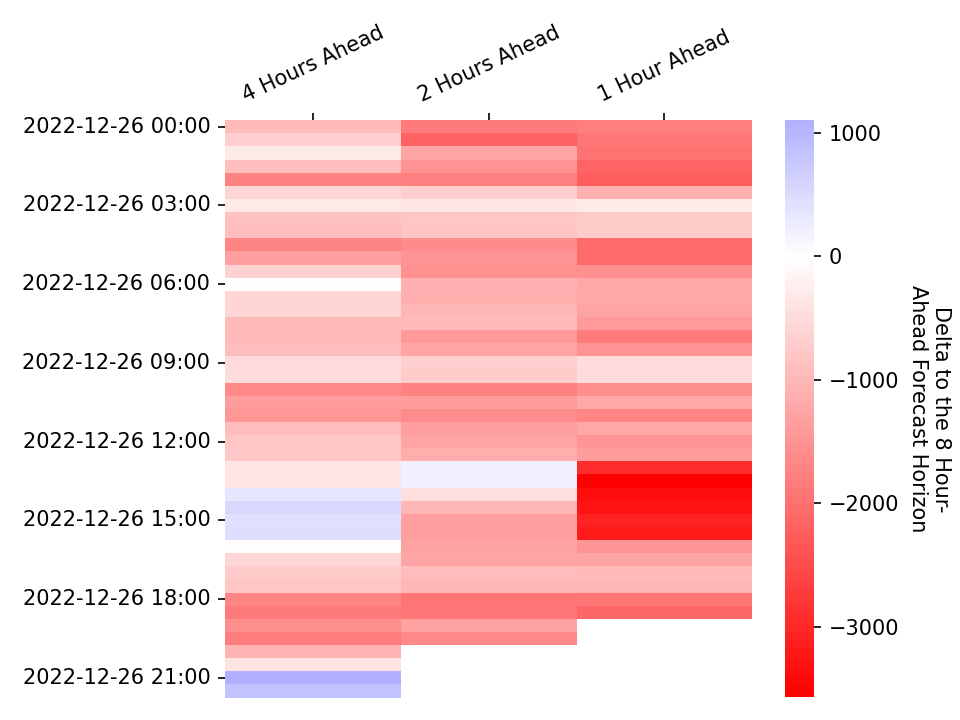 4 Hours Ahead
2 Hours Ahead
1 Hour Ahead
2022-12-26 00:00
2022-12-26 03:00
2022-12-26 06:00
2022-12-26 09:00
2022-12-26 12:00
2022-12-26 15:00
2022-12-26 18:00
2022-12-26 21:00
1000
0
−1000
−2000
−3000
Delta to the 8 Hour-
Ahead Forecast Horizon